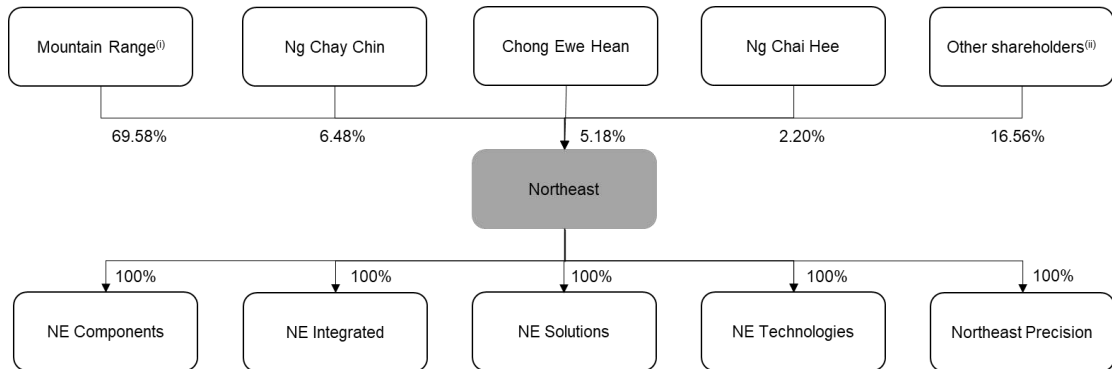 Mountain Range(i)
Ng Chay Chin
Chong Ewe Hean
Ng Chai Hee
Other shareholders(ii)
69.58%
6.48%
5.18%
2.20%
16.56%
Northeast
100%
100%
100%
100%
100%
NE Components
NE Integrated
NE Solutions
NE Technologies
Northeast Precision